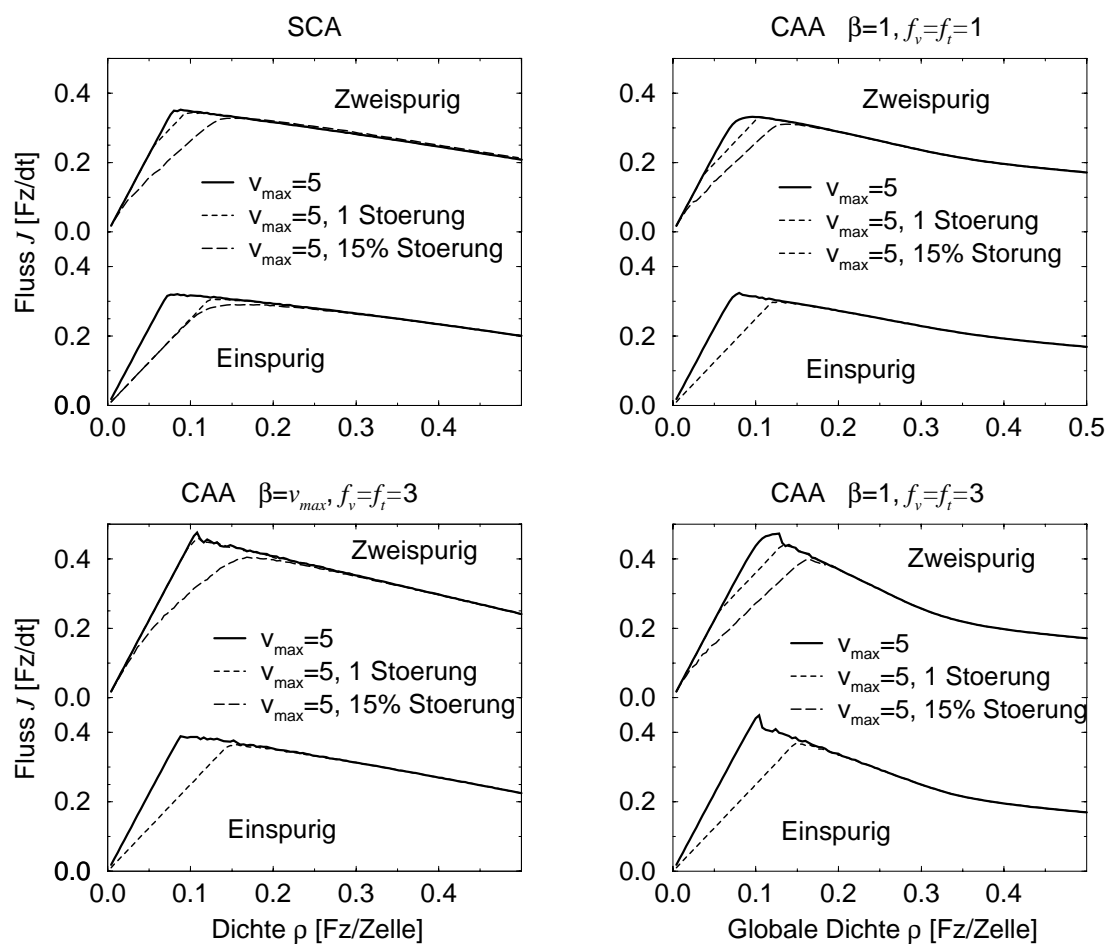 SCA
0.4
0.2
0.0
0.4
0.2
0.0
Fluss J [Fz/dt]
Zweispurig
v_max=5
v_max=5, 1 Stoerung
v_max=5, 15% Stoerung
Einspurig
0.0 0.1 0.2 0.3 0.4
CAA β=1, f_v=f_t=1
0.4
0.2
0.0
0.4
0.2
0.0
Zweispurig
v_max=5
v_max=5, 1 Stoerung
v_max=5, 15% Storung
Einspurig
0.0 0.1 0.2 0.3 0.4 0.5
CAA β=v_max, f_v=f_t=3
0.4
0.2
0.0
0.4
0.2
0.0
Fluss J [Fz/dt]
Zweispurig
v_max=5
v_max=5, 1 Stoerung
v_max=5, 15% Stoerung
Einspurig
0.0 0.1 0.2 0.3 0.4
Dichte ρ [Fz/Zelle]
CAA β=1, f_v=f_t=3
0.4
0.2
0.0
0.4
0.2
0.0
Zweispurig
v_max=5
v_max=5, 1 Stoerung
v_max=5, 15% Stoerung
Einspurig
0.0 0.1 0.2 0.3 0.4 0.5
Globale Dichte ρ [Fz/Zelle]